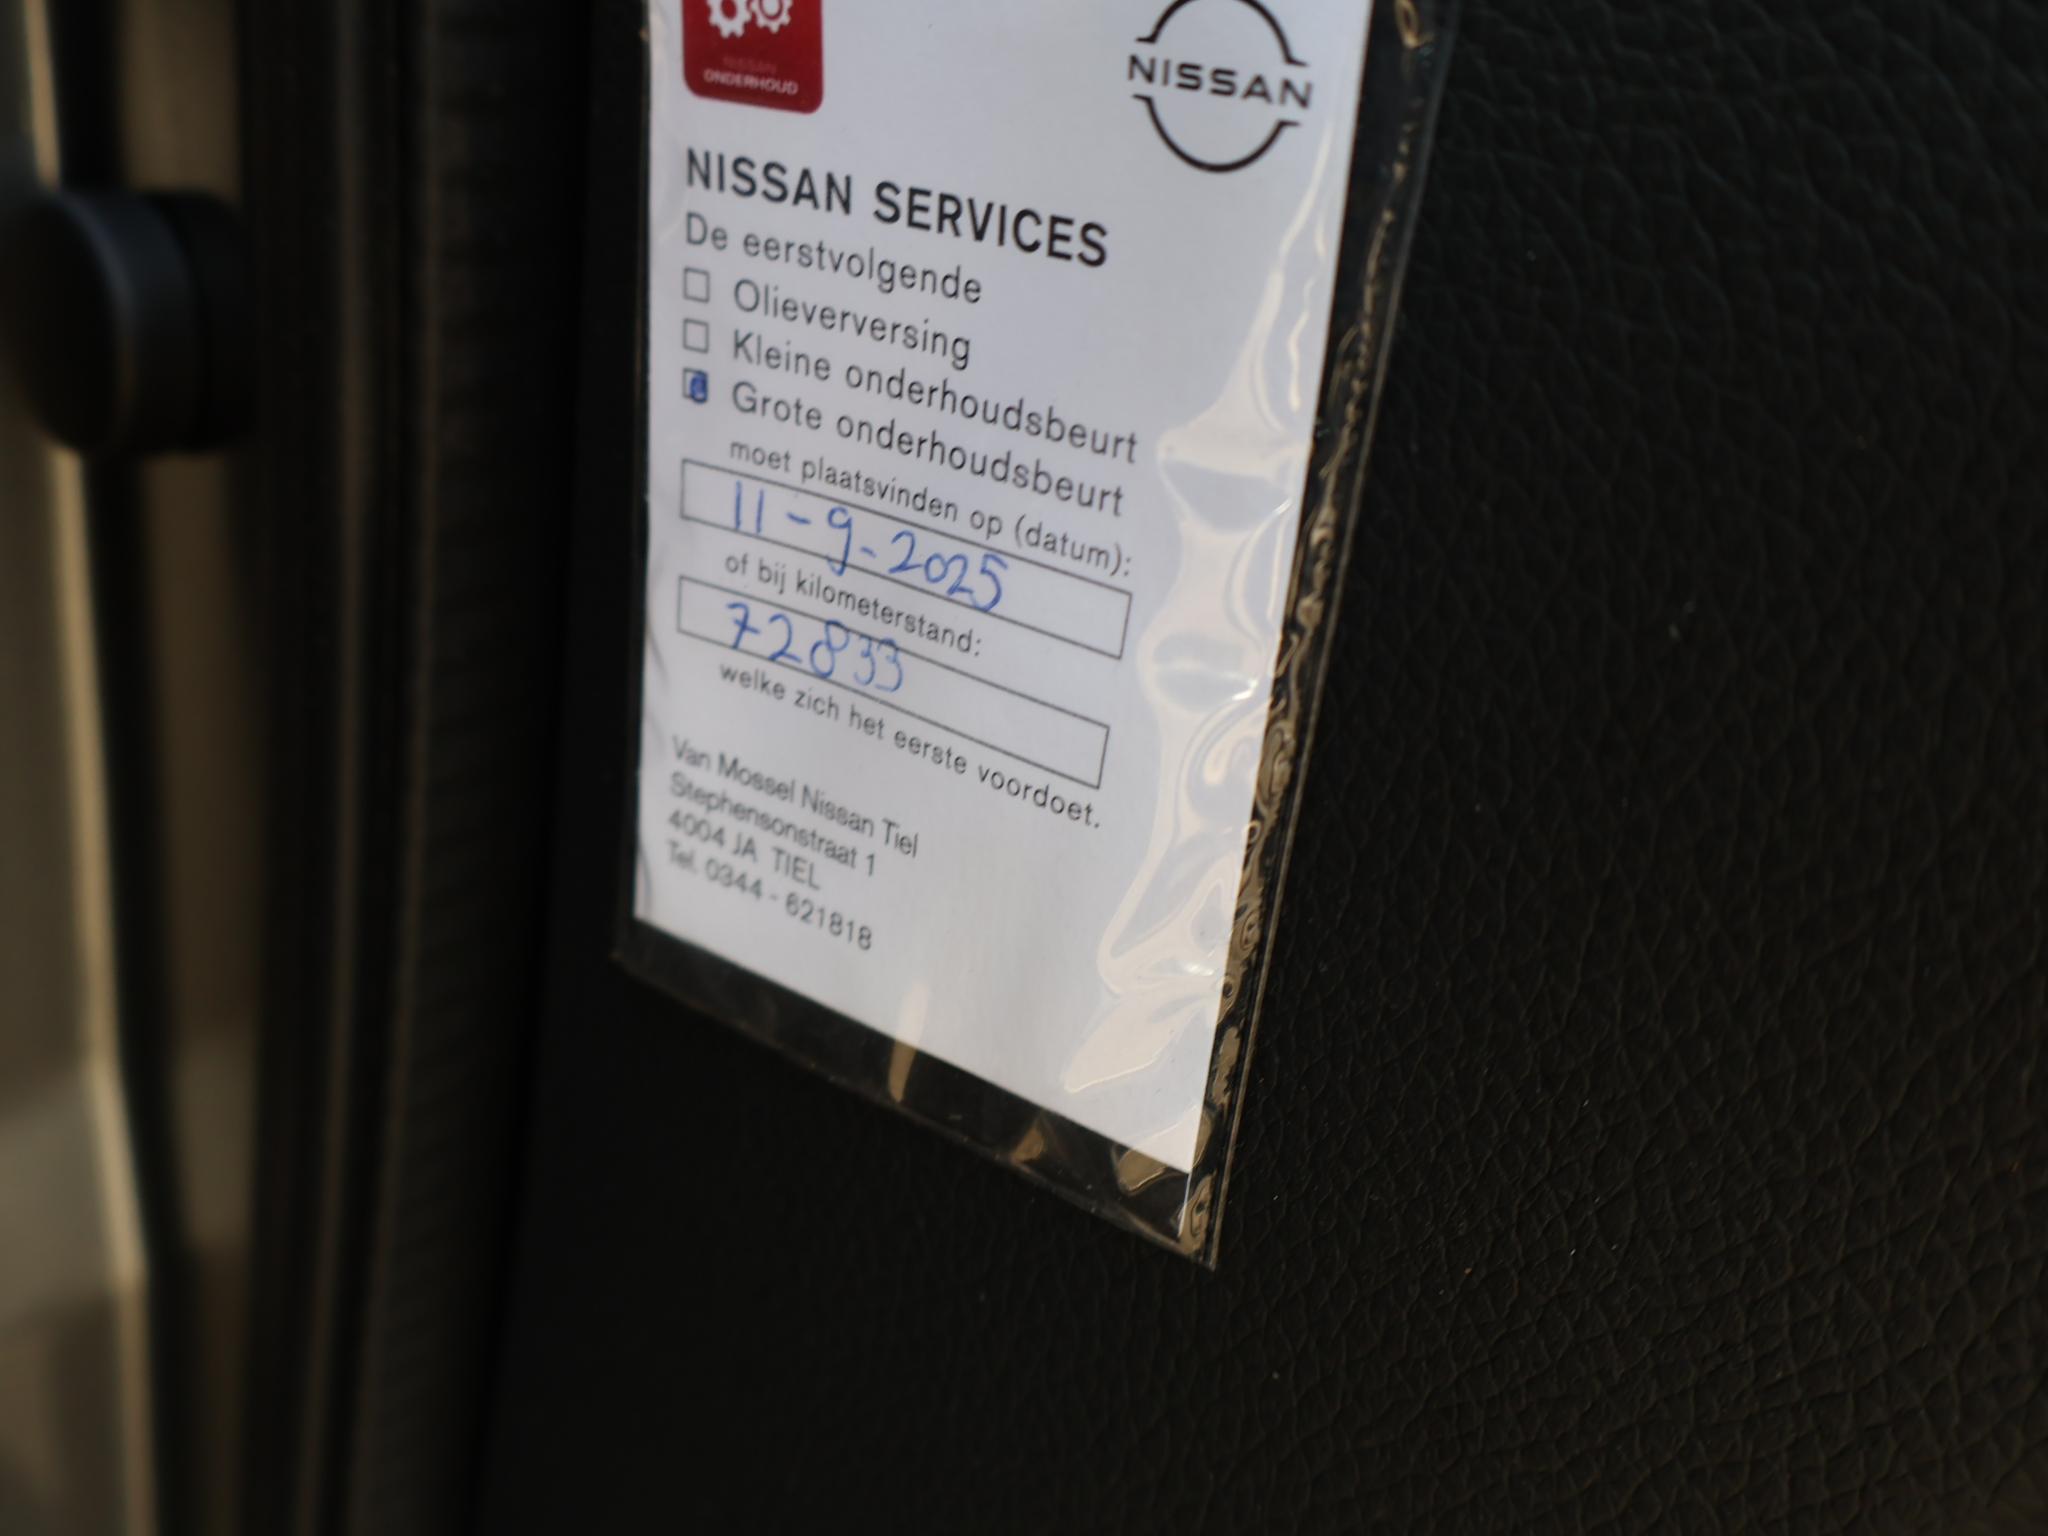 NISSAN
ONDERHOUD
NISSAN
NISSAN SERVICES
De eerstvolgende
Olieverversing
Kleine onderhoudsbeurt
Grote onderhoudsbeurt
moet plaatsvinden op (datum):
11-9-2025
of bij kilometerstand:
72833
welke zich het eerste voordoet.
Van Mossel Nissan Tiel
Stephensonstraat 1
4004 JA TIEL
Tel. 0344 - 621818